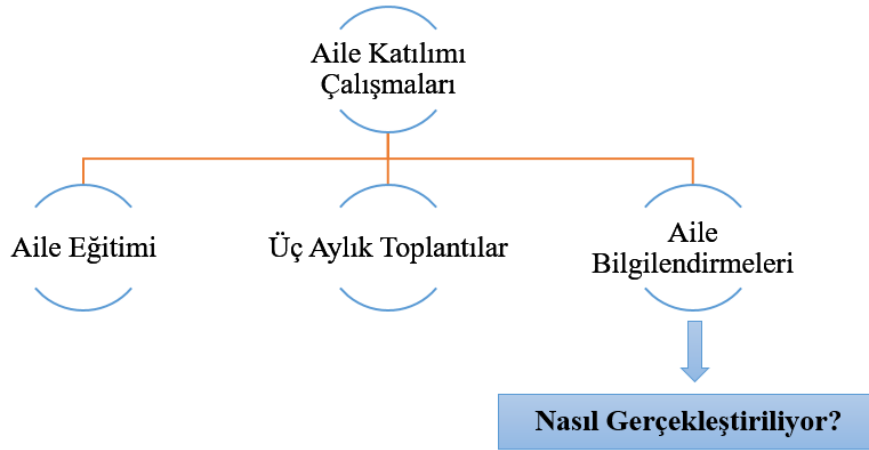 Aile Katılımı
Çalışmaları
Aile Eğitimi
Üç Aylık Toplantılar
Aile
Bilgilendirmeleri
Nasıl Gerçekleştiriliyor?